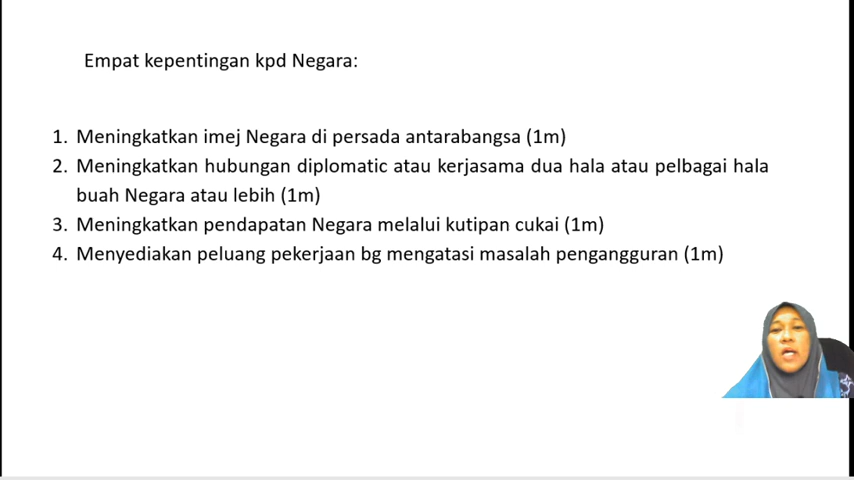 Empat kepentingan kpd Negara:
1. Meningkatkan imej Negara di persada antarabangsa (1m)
2. Meningkatkan hubungan diplomatic atau kerjasama dua hala atau pelbagai hala
buah Negara atau lebih (1m)
3. Meningkatkan pendapatan Negara melalui kutipan cukai (1m)
4. Menyediakan peluang pekerjaan bg mengatasi masalah pengangguran (1m)